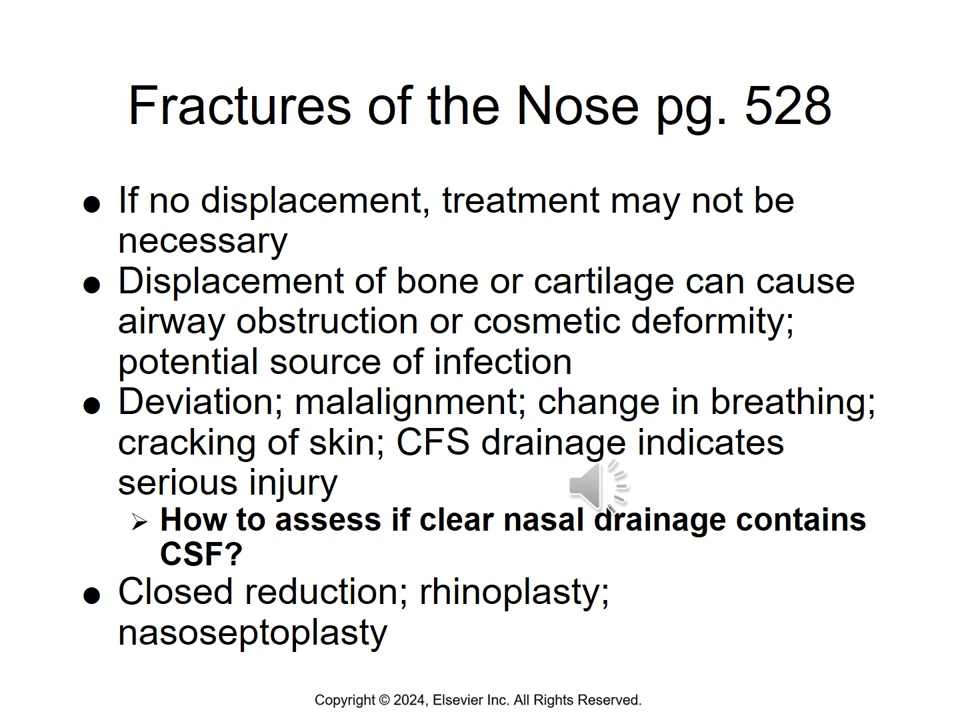 Fractures of the Nose pg. 528
● If no displacement, treatment may not be
necessary
● Displacement of bone or cartilage can cause
airway obstruction or cosmetic deformity;
potential source of infection
● Deviation; malalignment; change in breathing;
cracking of skin; CFS drainage indicates
serious injury
➢ How to assess if clear nasal drainage contains
CSF?
● Closed reduction; rhinoplasty;
nasoseptoplasty
Copyright © 2024, Elsevier Inc. All Rights Reserved.